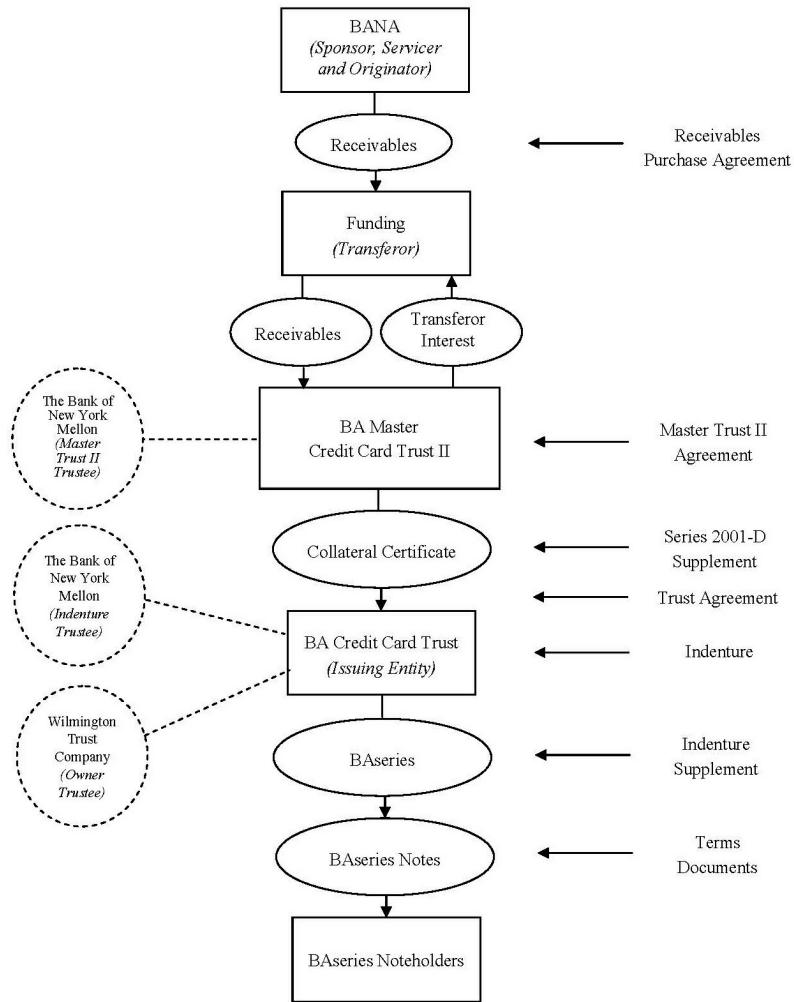 BANA
(Sponsor, Servicer
and Originator)
Receivables
Receivables
Purchase Agreement
Funding
(Transferor)
Receivables
Transferor
Interest
The Bank of
New York
Mellon
(Master
Trust II
Trustee)
BA Master
Credit Card Trust II
Master Trust II
Agreement
Collateral Certificate
Series 2001-D
Supplement
The Bank of
New York
Mellon
(Indenture
Trustee)
Trust Agreement
BA Credit Card Trust
(Issuing Entity)
Indenture
Wilmington
Trust
Company
(Owner
Trustee)
BAseries
Indenture
Supplement
BAseries Notes
Terms
Documents
BAseries Noteholders